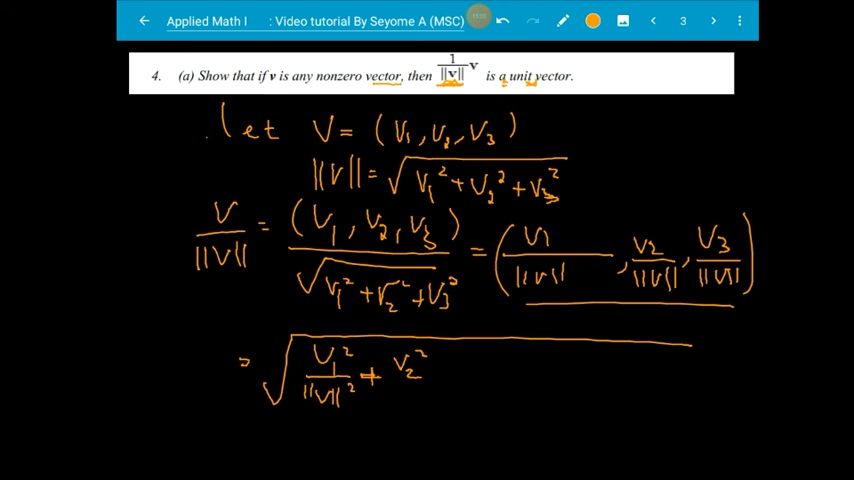 Applied Math I : Video tutorial By Seyome A (MSC) 3
4. (a) Show that if v is any nonzero vector, then 1/||v|| v is a unit vector.
Let V = (V1, V2, V3)
||V|| = √(V1² + V2² + V3²)
V/||V|| = (V1, V2, V3)/√(V1² + V2² + V3²) = (V1/||V||, V2/||V||, V3/||V||)
= √(V1²/||V||² + V2²